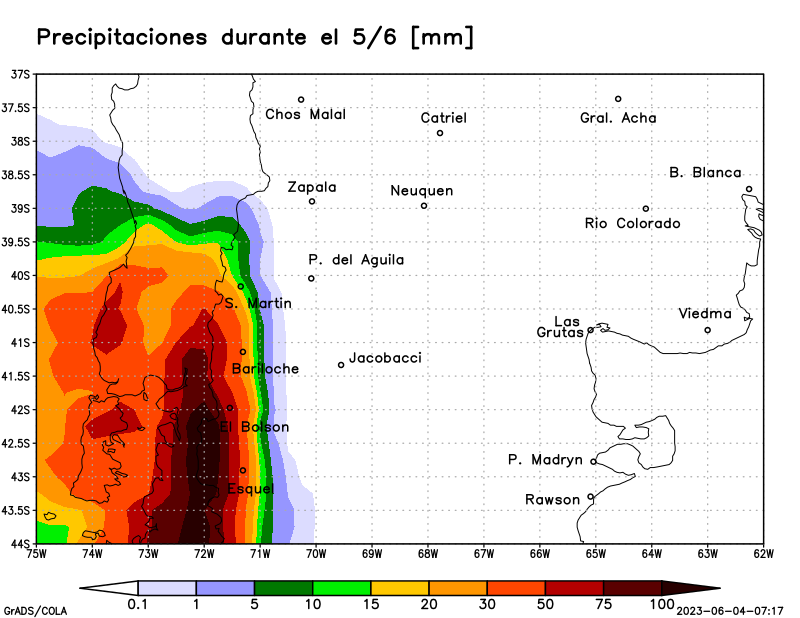 Precipitaciones durante el 5/6 [mm]
37S
37.5S
38S
38.5S
39S
39.5S
40S
40.5S
41S
41.5S
42S
42.5S
43S
43.5S
44S
Chos Malal
Catriel
Gral. Acha
B. Blanca
Zapala
Neuquen
Rio Colorado
P. del Aguila
S. Martin
Viedma
Las
Grutas
Bariloche
Jacobacci
El Bolson
P. Madryn
Esquel
Rawson
75W 74W 73W 72W 71W 70W 69W 68W 67W 66W 65W 64W 63W 62W
0.1 1 5 10 15 20 30 50 75 100
GrADS/COLA
2023-06-04-07:17